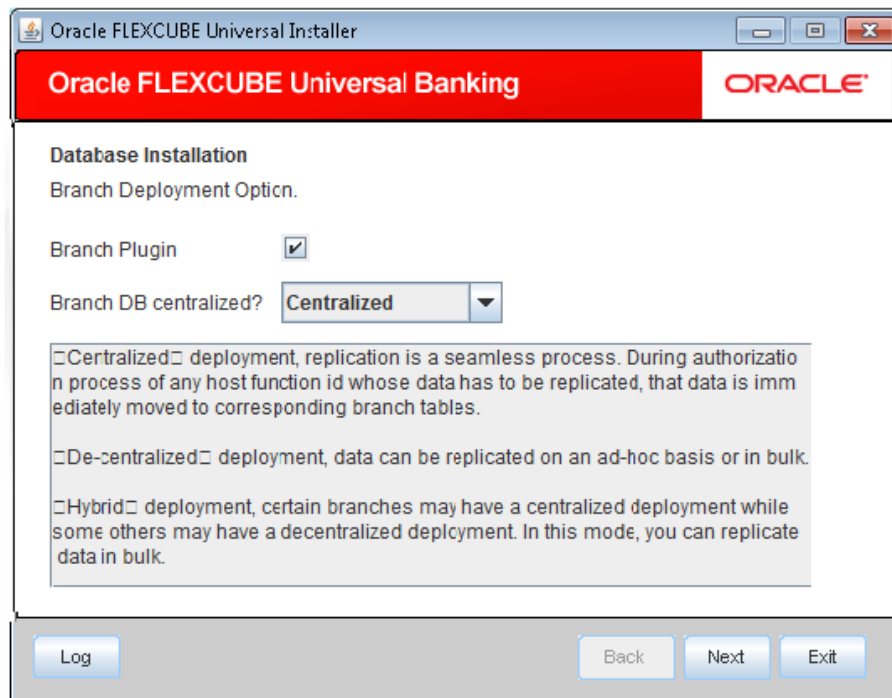 Oracle FLEXCUBE Universal Installer
Oracle FLEXCUBE Universal Banking
ORACLE
Database Installation
Branch Deployment Option.
Branch Plugin
Branch DB centralized? Centralized
□Centralized□ deployment, replication is a seamless process. During authorizatio
n process of any host function id whose data has to be replicated, that data is imm
ediately moved to corresponding branch tables.
□De-centralized□ deployment, data can be replicated on an ad-hoc basis or in bulk.
□Hybrid□ deployment, certain branches may have a centralized deployment while
some others may have a decentralized deployment. In this mode, you can replicate
data in bulk.
Log Back Next Exit